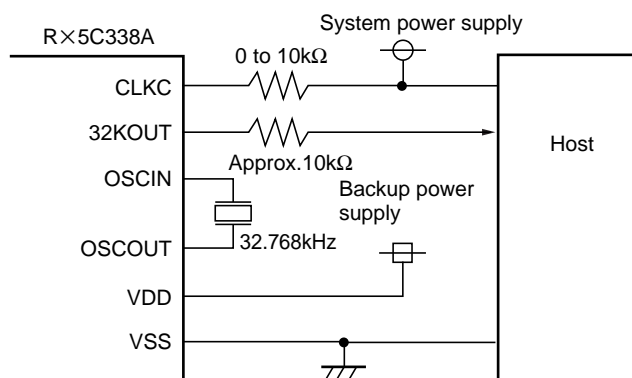 System power supply
R×5C338A
0 to 10kΩ
CLKC
32KOUT
Host
Approx.10kΩ
OSCIN
Backup power
supply
OSCOUT
32.768kHz
VDD
VSS